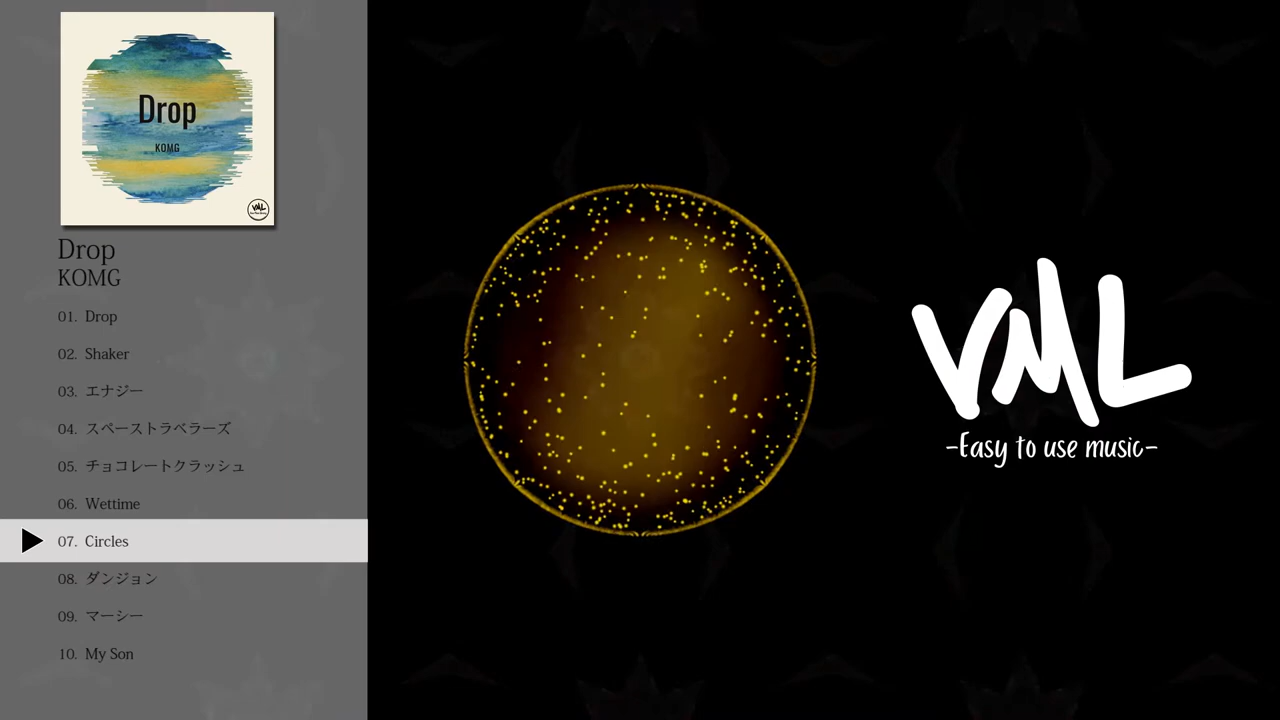 Drop
KOMG
VML
Drop
KOMG
01. Drop
02. Shaker
03. エナジー
04. スペーストラベラーズ
05. チョコレートクラッシュ
06. Wettime
07. Circles
08. ダンジョン
09. マーシー
10. My Son
VML
-Easy to use music-